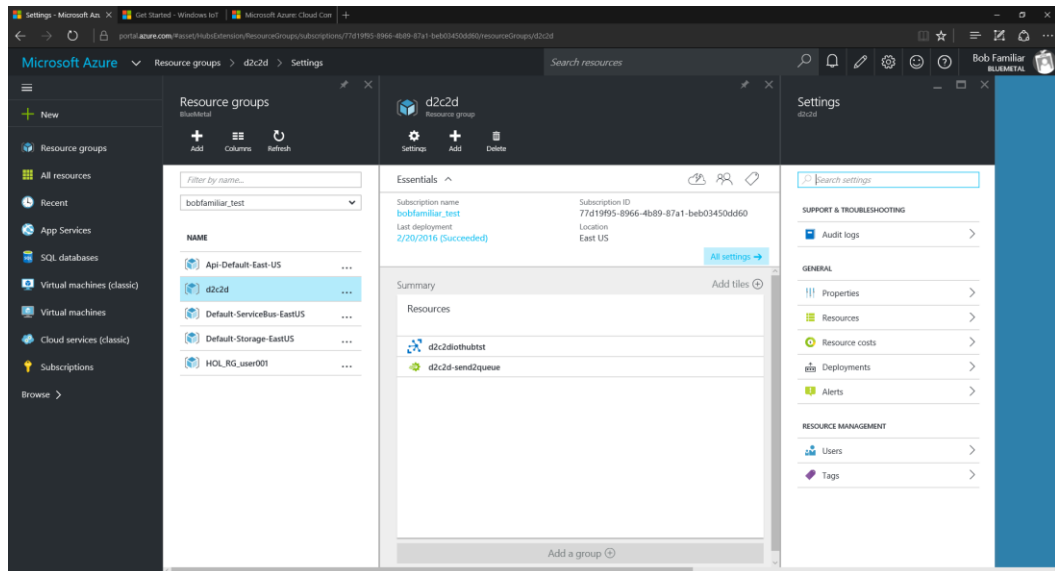 Settings - Microsoft Azu
Get Started - Windows IoT
Microsoft Azure: Cloud Com
portal.azure.com/#asset/HubsExtension/ResourceGroups/subscriptions/77d19f95-8966-4b89-87a1-beb03450dd60/resourceGroups/d2c2d
Microsoft Azure
Resource groups > d2c2d > Settings
Search resources
Bob Familiar
BLUEMETAL
New
Resource groups
All resources
Recent
App Services
SQL databases
Virtual machines (classic)
Virtual machines
Cloud services (classic)
Subscriptions
Browse >
Resource groups
BlueMetal
Add Columns Refresh
Filter by name...
bobfamiliar_test
NAME
Api-Default-East-US ...
d2c2d ...
Default-ServiceBus-EastUS ...
Default-Storage-EastUS ...
HOL_RG_user001 ...
d2c2d
Resource group
Settings Add Delete
Essentials
Subscription name
bobfamiliar_test
Last deployment
2/20/2016 (Succeeded)
Subscription ID
77d19f95-8966-4b89-87a1-beb03450dd60
Location
East US
All settings →
Summary
Add tiles
Resources
d2c2diothubtst
d2c2d-send2queue
Add a group
Settings
d2c2d
Search settings
SUPPORT & TROUBLESHOOTING
Audit logs
GENERAL
Properties
Resources
Resource costs
Deployments
Alerts
RESOURCE MANAGEMENT
Users
Tags